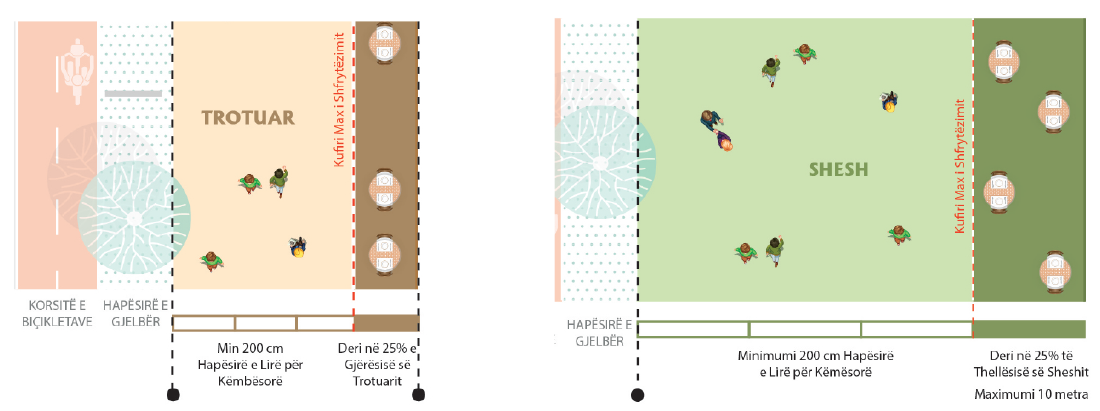 TROTUAR
Kufiri Max i Shfrytëzimit
KORSITË E
BIÇIKLETAVE
HAPËSIRË E
GJELBËR
Min 200 cm
Hapësirë e Lirë për
Këmbësorë
Deri në 25% e
Gjërësisë së
Trotuarit
SHESH
Kufiri Max i Shfrytëzimit
HAPËSIRË E
GJELBËR
Minimumi 200 cm Hapësirë
e Lirë për Këmësorë
Deri në 25% të
Thellësisë së Sheshit
Maximumi 10 metra